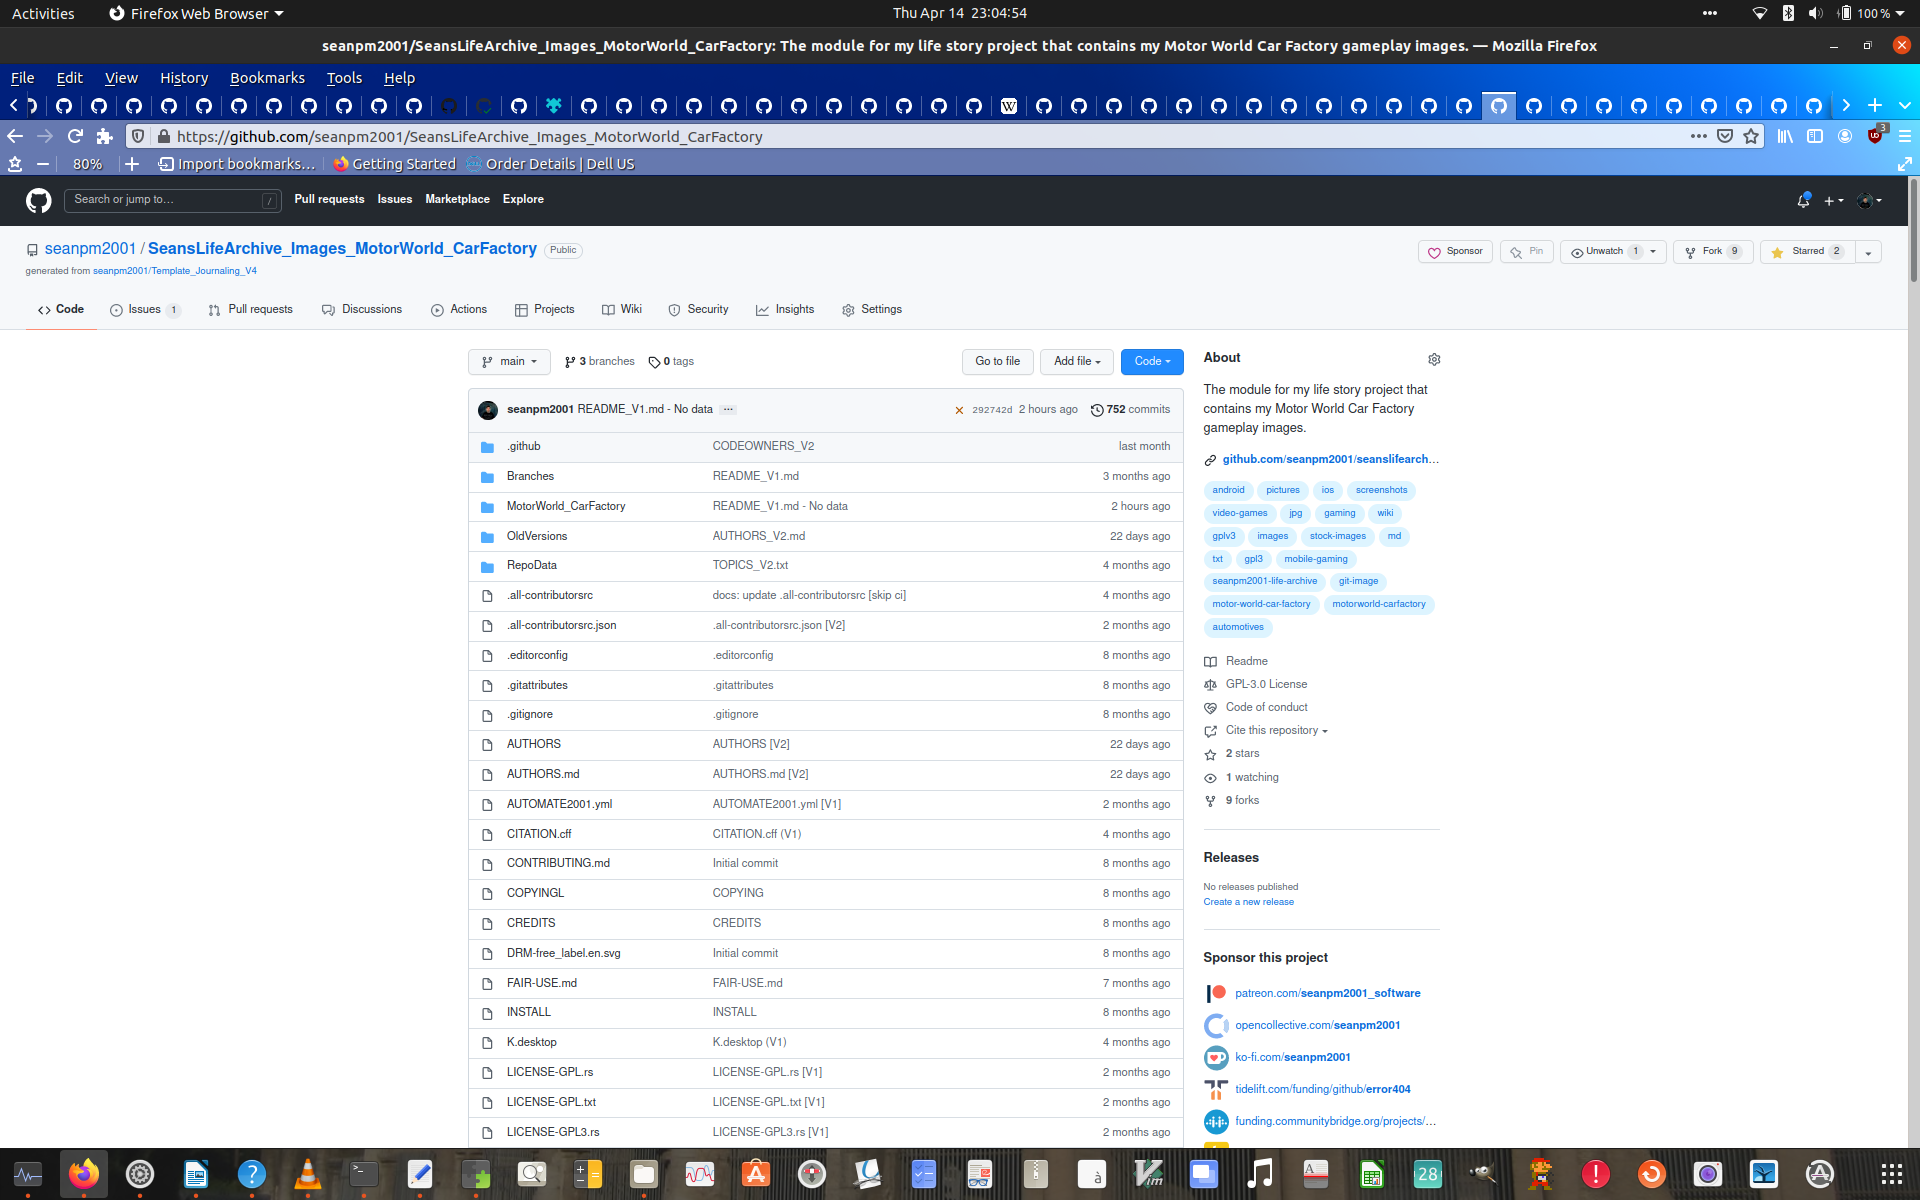 Activities Firefox Web Browser Thu Apr 14 23:04:54 100 %
seanpm2001/SeansLifeArchive_Images_MotorWorld_CarFactory: The module for my life story project that contains my Motor World Car Factory gameplay images. — Mozilla Firefox
File Edit View History Bookmarks Tools Help
W
https://github.com/seanpm2001/SeansLifeArchive_Images_MotorWorld_CarFactory 3
80% Import bookmarks… Getting Started Order Details | Dell US
Search or jump to… / Pull requests Issues Marketplace Explore
seanpm2001 / SeansLifeArchive_Images_MotorWorld_CarFactory Public Sponsor Pin Unwatch 1 Fork 9 Starred 2
generated from seanpm2001/Template_Journaling_V4
Code Issues 1 Pull requests Discussions Actions Projects Wiki Security Insights Settings
main 3 branches 0 tags Go to file Add file Code
seanpm2001 README_V1.md - No data ... 292742d 2 hours ago 752 commits
.github CODEOWNERS_V2 last month
Branches README_V1.md 3 months ago
MotorWorld_CarFactory README_V1.md - No data 2 hours ago
OldVersions AUTHORS_V2.md 22 days ago
RepoData TOPICS_V2.txt 4 months ago
.all-contributorsrc docs: update .all-contributorsrc [skip ci] 4 months ago
.all-contributorsrc.json .all-contributorsrc.json [V2] 2 months ago
.editorconfig .editorconfig 8 months ago
.gitattributes .gitattributes 8 months ago
.gitignore .gitignore 8 months ago
AUTHORS AUTHORS [V2] 22 days ago
AUTHORS.md AUTHORS.md [V2] 22 days ago
AUTOMATE2001.yml AUTOMATE2001.yml [V1] 2 months ago
CITATION.cff CITATION.cff (V1) 4 months ago
CONTRIBUTING.md Initial commit 8 months ago
COPYINGL COPYING 8 months ago
CREDITS CREDITS 8 months ago
DRM-free_label.en.svg Initial commit 8 months ago
FAIR-USE.md FAIR-USE.md 7 months ago
INSTALL INSTALL 8 months ago
K.desktop K.desktop (V1) 4 months ago
LICENSE-GPL.rs LICENSE-GPL.rs [V1] 2 months ago
LICENSE-GPL.txt LICENSE-GPL.txt [V1] 2 months ago
LICENSE-GPL3.rs LICENSE-GPL3.rs [V1] 2 months ago
About
The module for my life story project that
contains my Motor World Car Factory
gameplay images.
github.com/seanpm2001/seanslifearch…
android pictures ios screenshots
video-games jpg gaming wiki
gplv3 images stock-images md
txt gpl3 mobile-gaming
seanpm2001-life-archive git-image
motor-world-car-factory motorworld-carfactory
automotives
Readme
GPL-3.0 License
Code of conduct
Cite this repository
2 stars
1 watching
9 forks
Releases
No releases published
Create a new release
Sponsor this project
patreon.com/seanpm2001_software
opencollective.com/seanpm2001
ko-fi.com/seanpm2001
tidelift.com/funding/github/error404
funding.communitybridge.org/projects/…
28